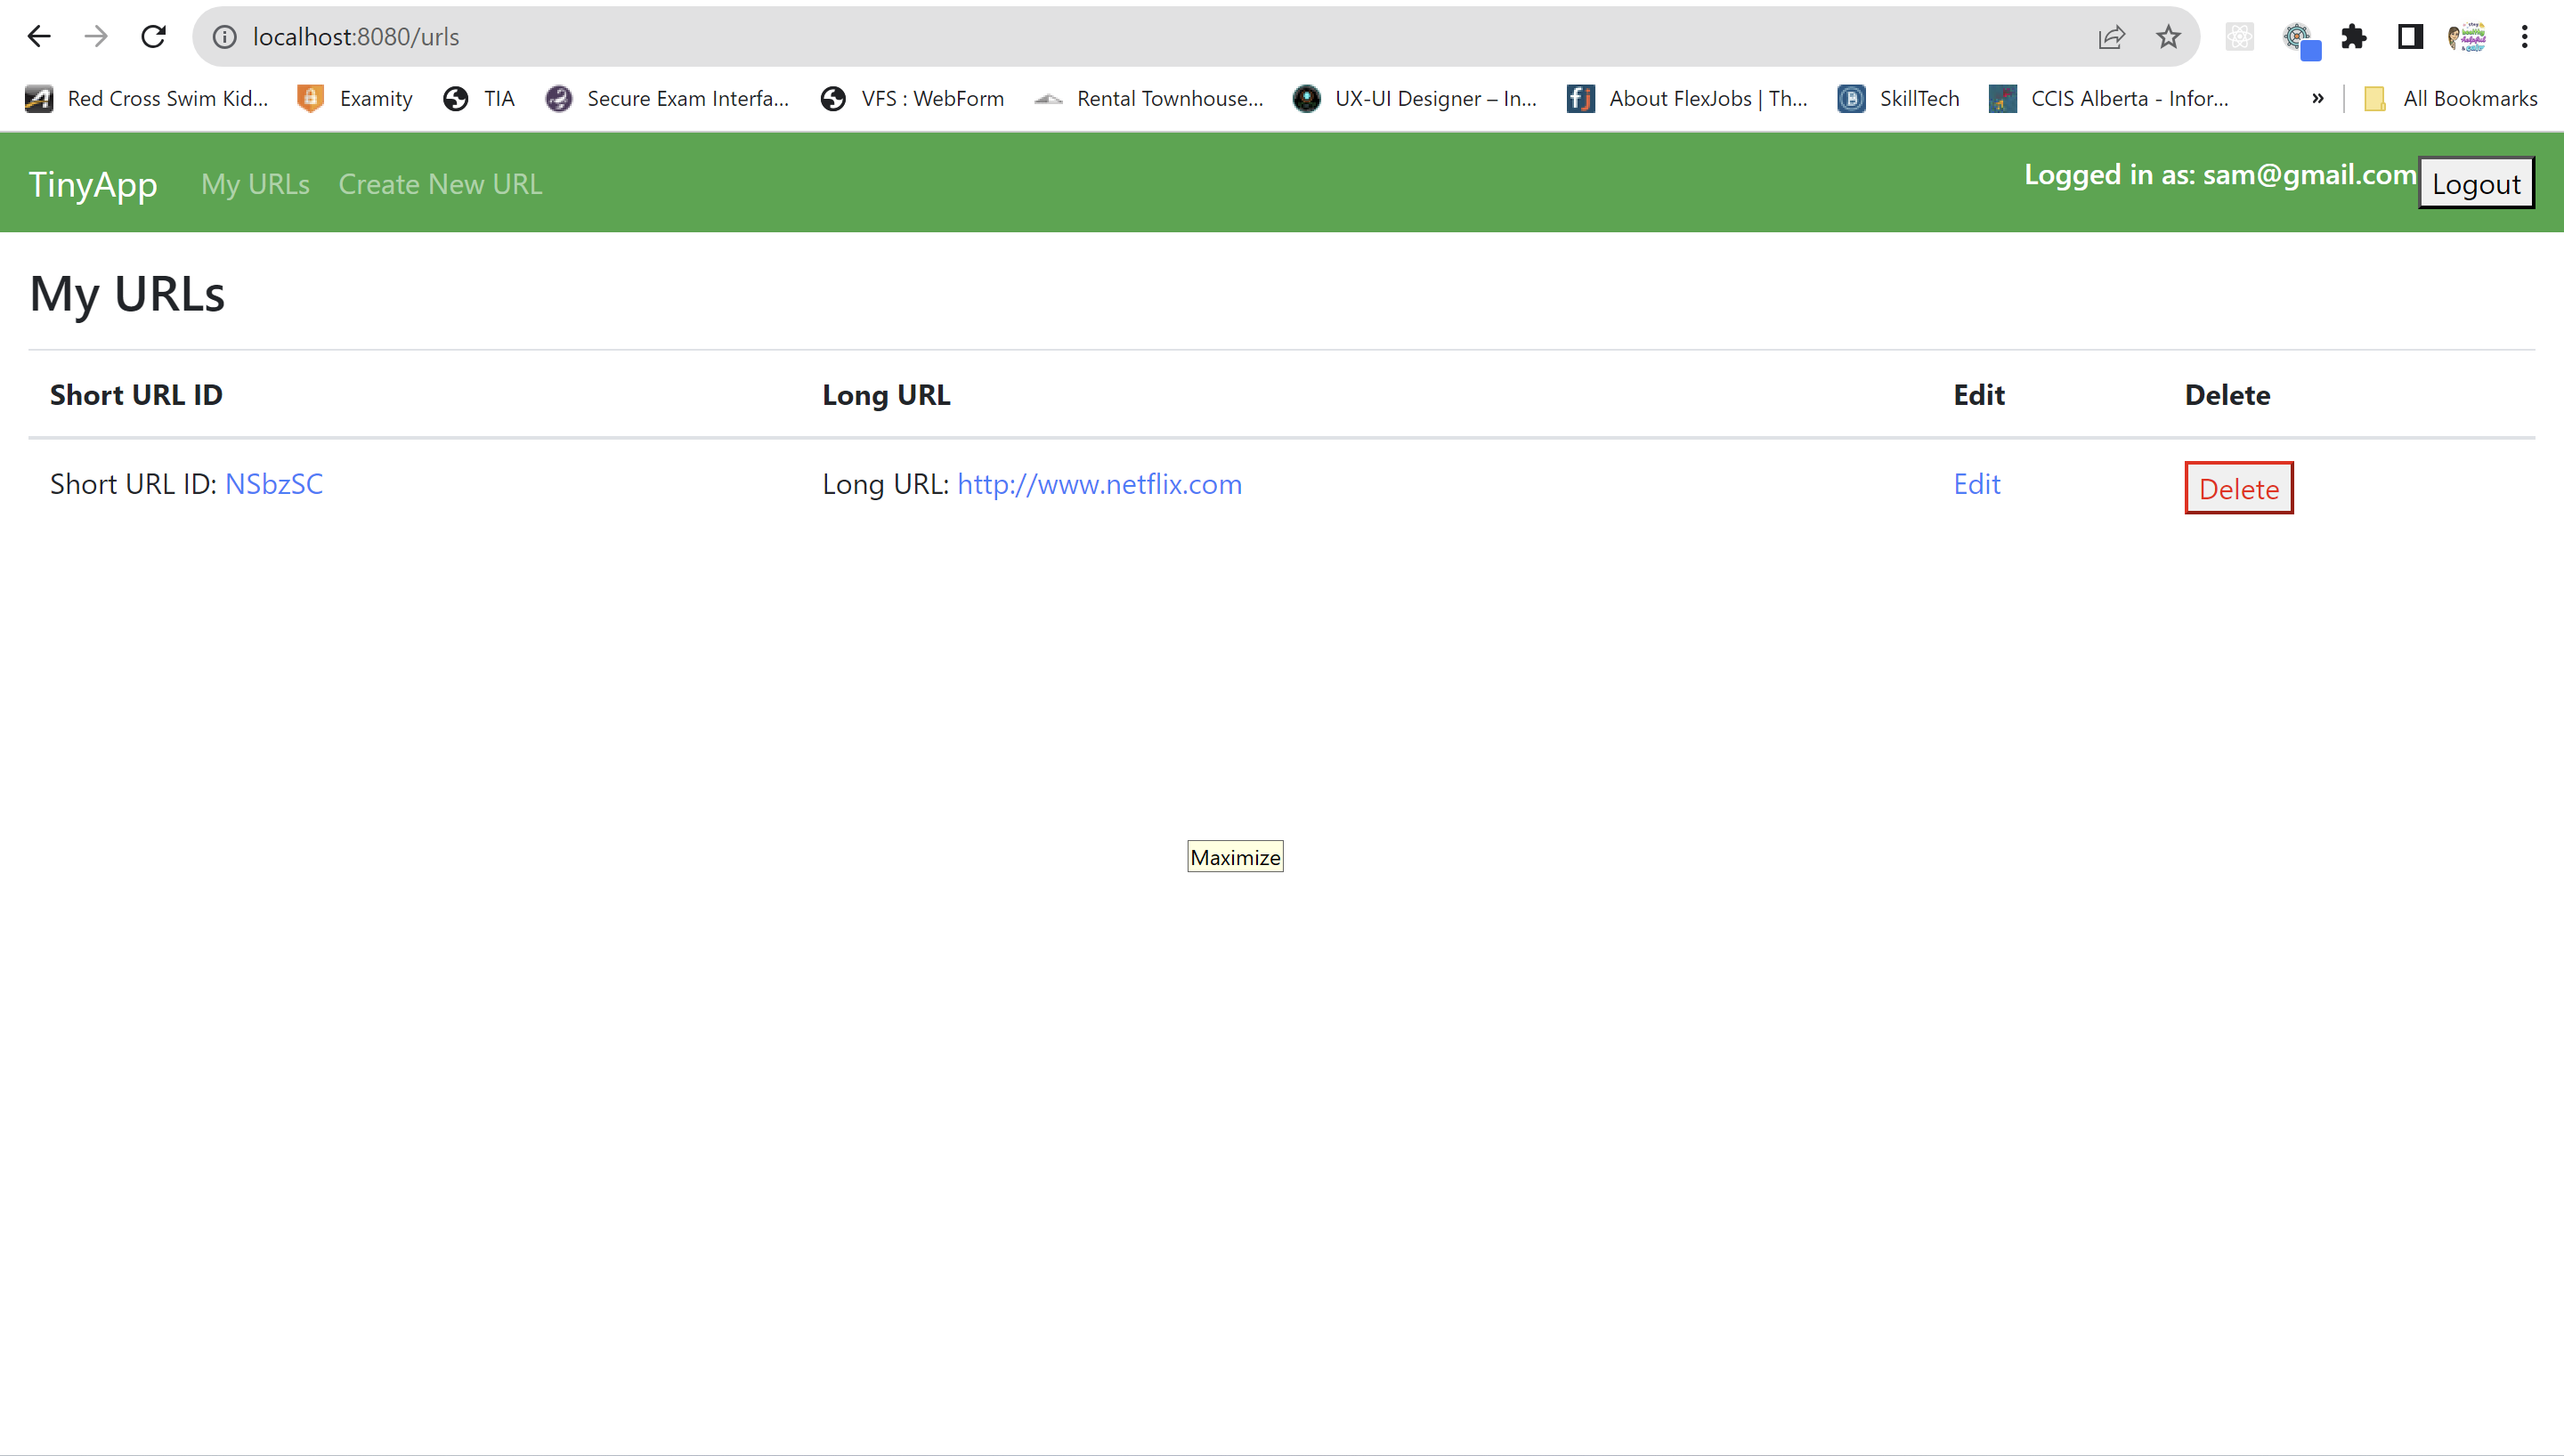 localhost:8080/urls
Red Cross Swim Kid... Examity TIA Secure Exam Interfa... VFS : WebForm Rental Townhouse... UX-UI Designer – In... fj About FlexJobs | Th... SkillTech CCIS Alberta - Infor... » All Bookmarks
TinyApp My URLs Create New URL Logged in as: sam@gmail.com Logout
My URLs
Short URL ID Long URL Edit Delete
Short URL ID: NSbzSC Long URL: http://www.netflix.com Edit Delete
Maximize